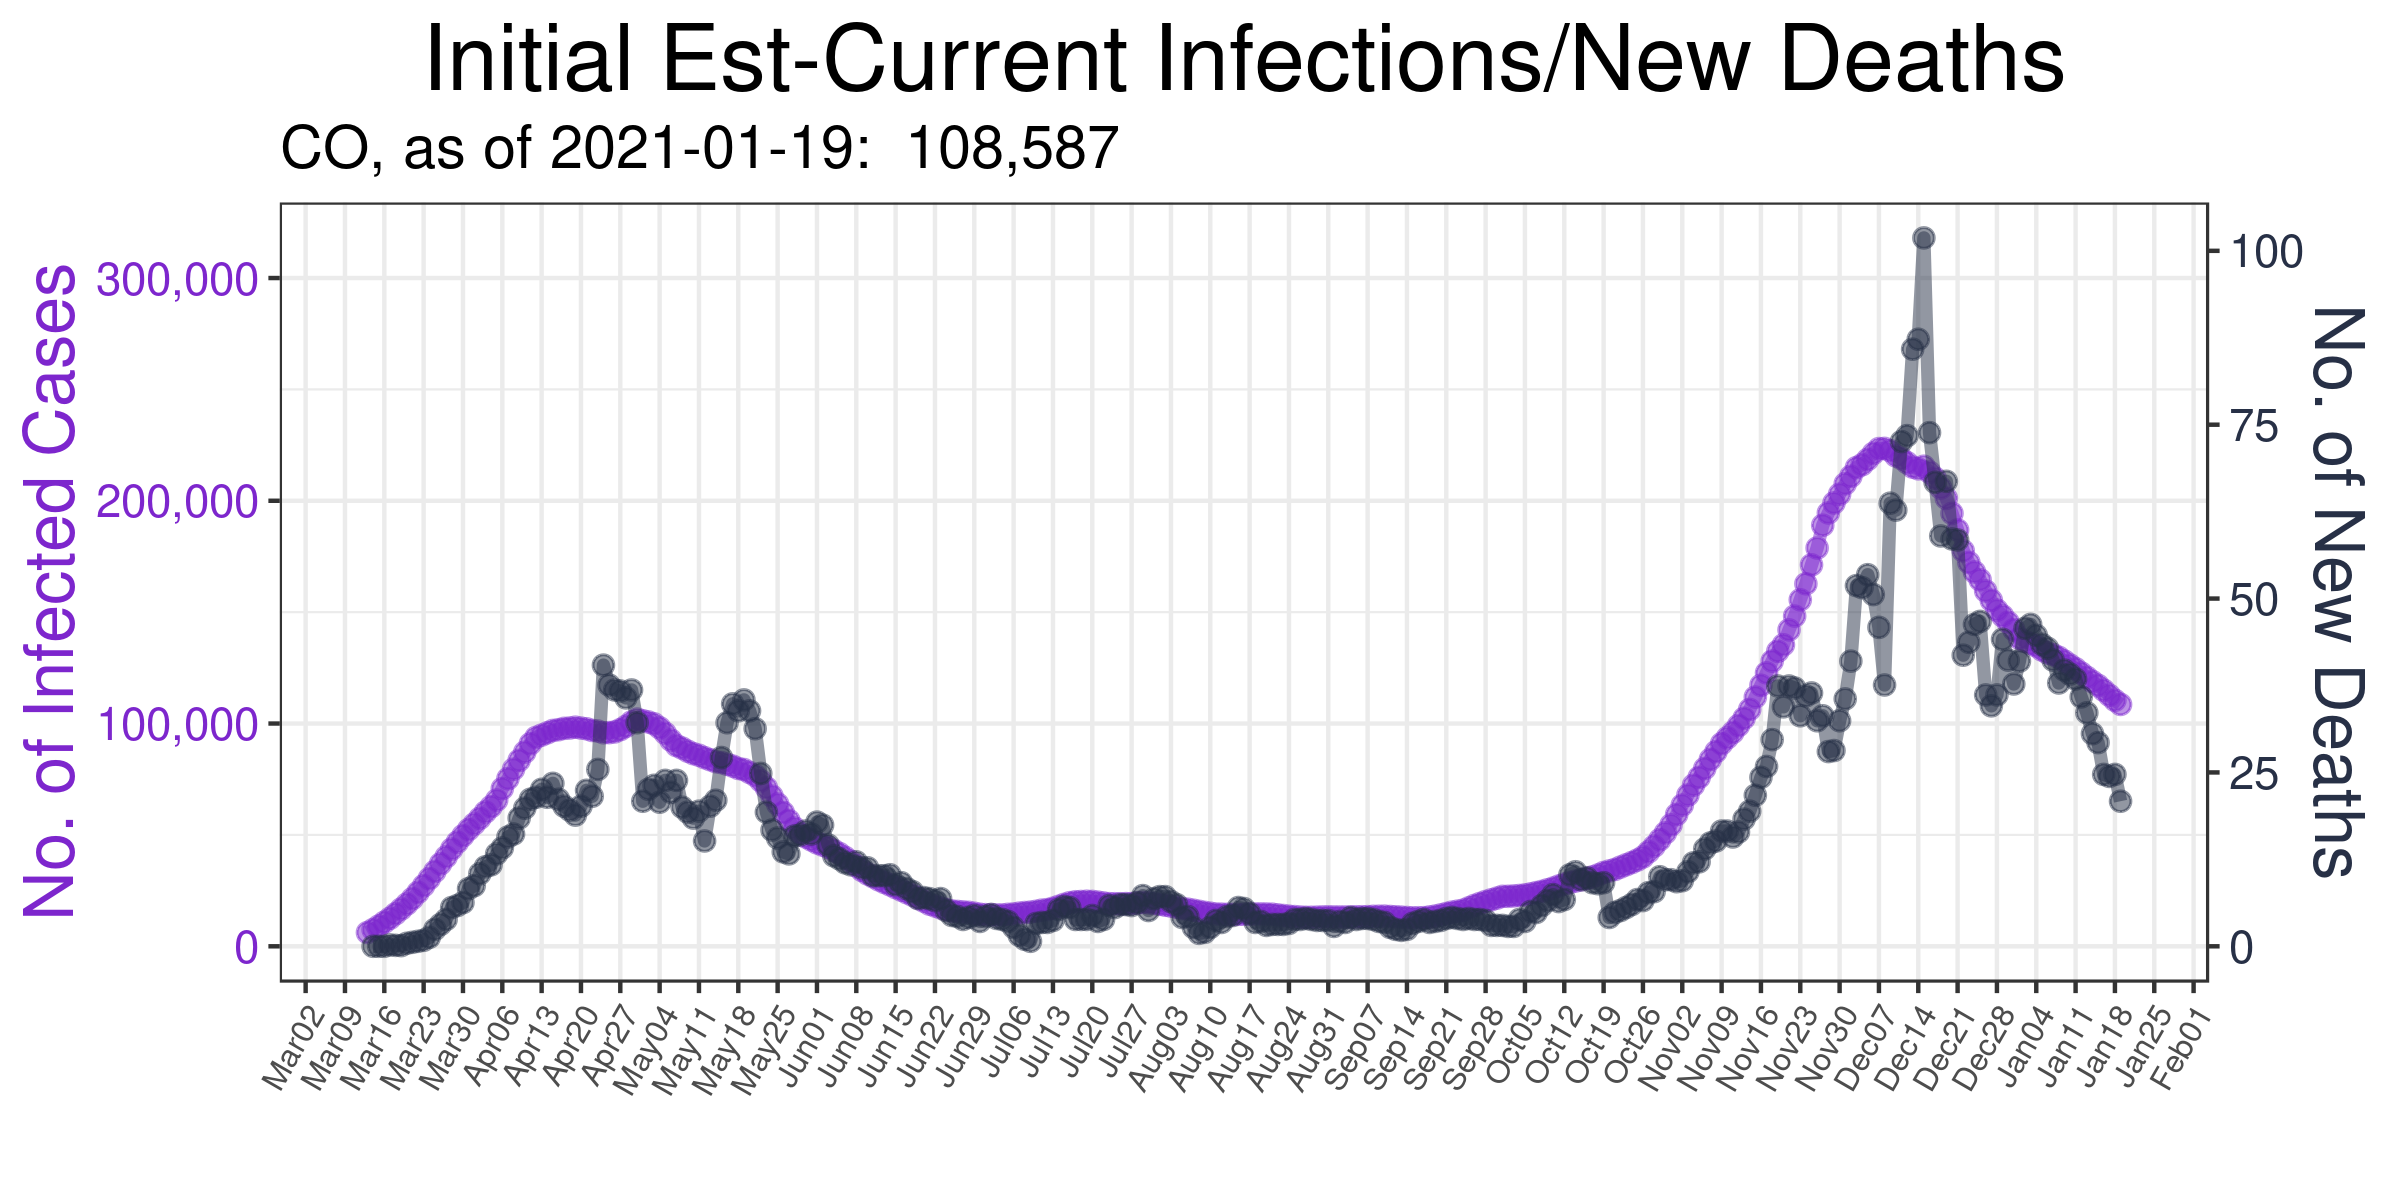 Initial Est-Current Infections/New Deaths
CO, as of 2021-01-19:  108,587
No. of Infected Cases
300,000
200,000
100,000
0
100
75
50
25
0
No. of New Deaths
Mar02
Mar09
Mar16
Mar23
Mar30
Apr06
Apr13
Apr20
Apr27
May04
May11
May18
May25
Jun01
Jun08
Jun15
Jun22
Jun29
Jul06
Jul13
Jul20
Jul27
Aug03
Aug10
Aug17
Aug24
Aug31
Sep07
Sep14
Sep21
Sep28
Oct05
Oct12
Oct19
Oct26
Nov02
Nov09
Nov16
Nov23
Nov30
Dec07
Dec14
Dec21
Dec28
Jan04
Jan11
Jan18
Jan25
Feb01